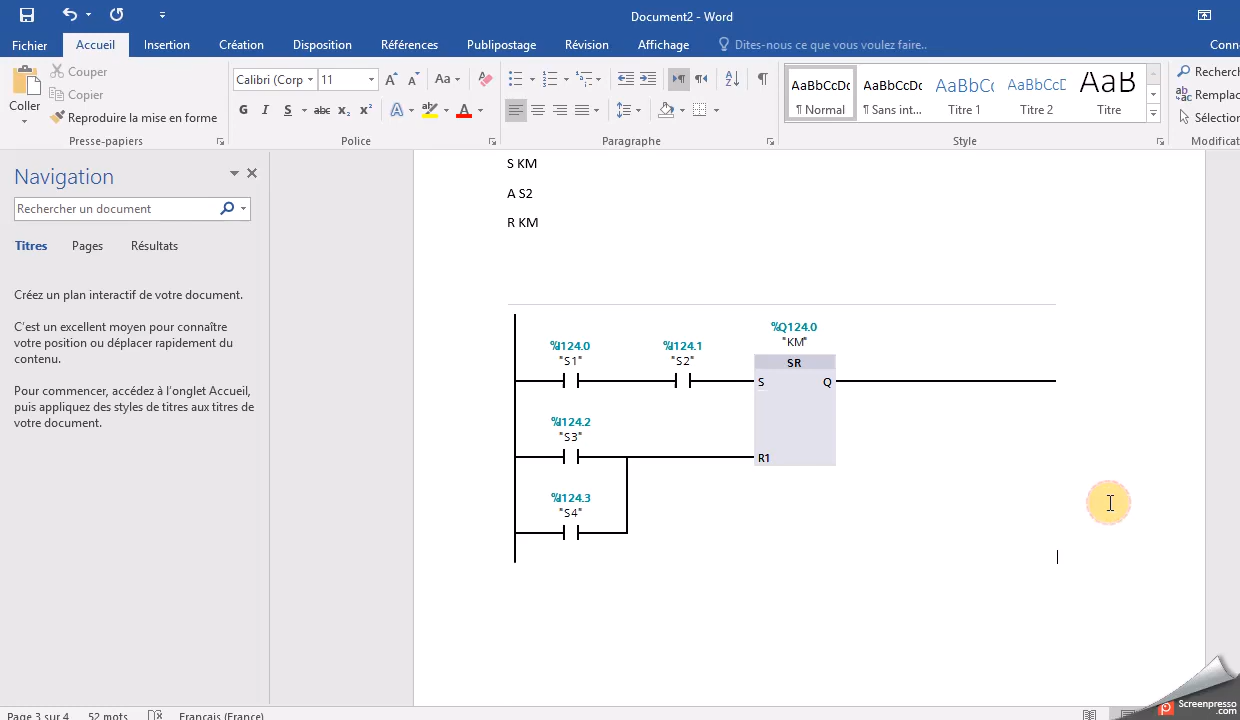 Document2 - Word
Fichier Accueil Insertion Création Disposition Références Publipostage Révision Affichage Dites-nous ce que vous voulez faire.. Conn
Coller
Couper
Copier
Reproduire la mise en forme
Calibri (Corp 11
G I S abc x₂ x²
AaBbCcDc AaBbCcDc AaBbCc AaBbCcD AaB
¶ Normal ¶ Sans int... Titre 1 Titre 2 Titre
Recherch
Remplac
Sélection
Presse-papiers Police Paragraphe Style Modificat
Navigation
Rechercher un document
Titres Pages Résultats
Créez un plan interactif de votre document.
C'est un excellent moyen pour connaître
votre position ou déplacer rapidement du
contenu.
Pour commencer, accédez à l'onglet Accueil,
puis appliquez des styles de titres aux titres de
votre document.
S KM
A S2
R KM
%Q124.0
"KM"
%I124.0 %I124.1
"S1" "S2"
SR
S Q
%I124.2
"S3"
R1
%I124.3
"S4"
Page 3 sur 4 52 mots Français (France)
Screenpresso
.com